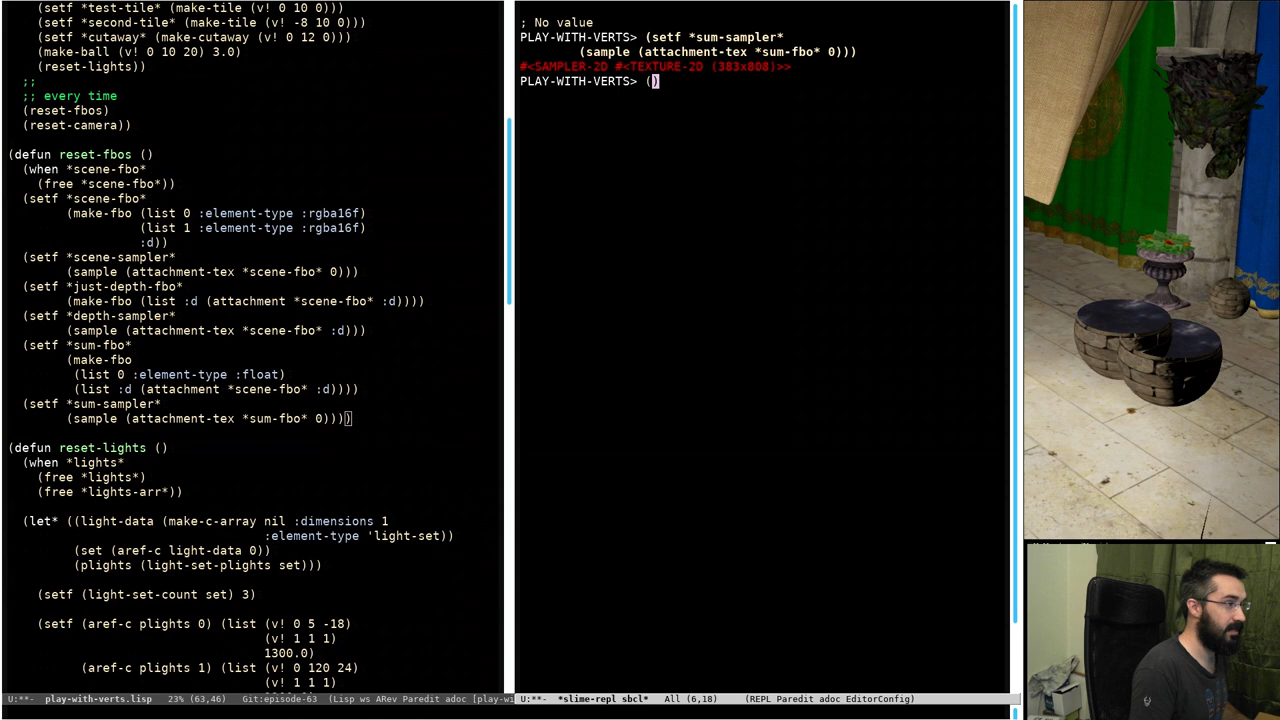 (setf *test-tile* (make-tile (v! 0 10 0)))
    (setf *second-tile* (make-tile (v! -8 10 0)))
    (setf *cutaway* (make-cutaway (v! 0 12 0)))
    (make-ball (v! 0 10 20) 3.0)
    (reset-lights))
  ;;
  ;; every time
  (reset-fbos)
  (reset-camera))

(defun reset-fbos ()
  (when *scene-fbo*
    (free *scene-fbo*))
  (setf *scene-fbo*
        (make-fbo (list 0 :element-type :rgba16f)
                  (list 1 :element-type :rgba16f)
                  :d))
  (setf *scene-sampler*
        (sample (attachment-tex *scene-fbo* 0)))
  (setf *just-depth-fbo*
        (make-fbo (list :d (attachment *scene-fbo* :d))))
  (setf *depth-sampler*
        (sample (attachment-tex *scene-fbo* :d)))
  (setf *sum-fbo*
        (make-fbo
         (list 0 :element-type :float)
         (list :d (attachment *scene-fbo* :d))))
  (setf *sum-sampler*
        (sample (attachment-tex *sum-fbo* 0))))

(defun reset-lights ()
  (when *lights*
    (free *lights*)
    (free *lights-arr*))

  (let* ((light-data (make-c-array nil :dimensions 1
                                   :element-type 'light-set))
         (set (aref-c light-data 0))
         (plights (light-set-plights set)))

    (setf (light-set-count set) 3)

    (setf (aref-c plights 0) (list (v! 0 5 -18)
                                   (v! 1 1 1)
                                   1300.0)
          (aref-c plights 1) (list (v! 0 120 24)
                                   (v! 1 1 1)
U:**-  play-with-verts.lisp   23% (63,46)   Git:episode-63  (Lisp ws ARev Paredit adoc [play-wi
; No value
PLAY-WITH-VERTS> (setf *sum-sampler*
        (sample (attachment-tex *sum-fbo* 0)))
#<SAMPLER-2D #<TEXTURE-2D (383x808)>>
PLAY-WITH-VERTS> ()
U:**-  *slime-repl sbcl*   All (6,18)     (REPL Paredit adoc EditorConfig)